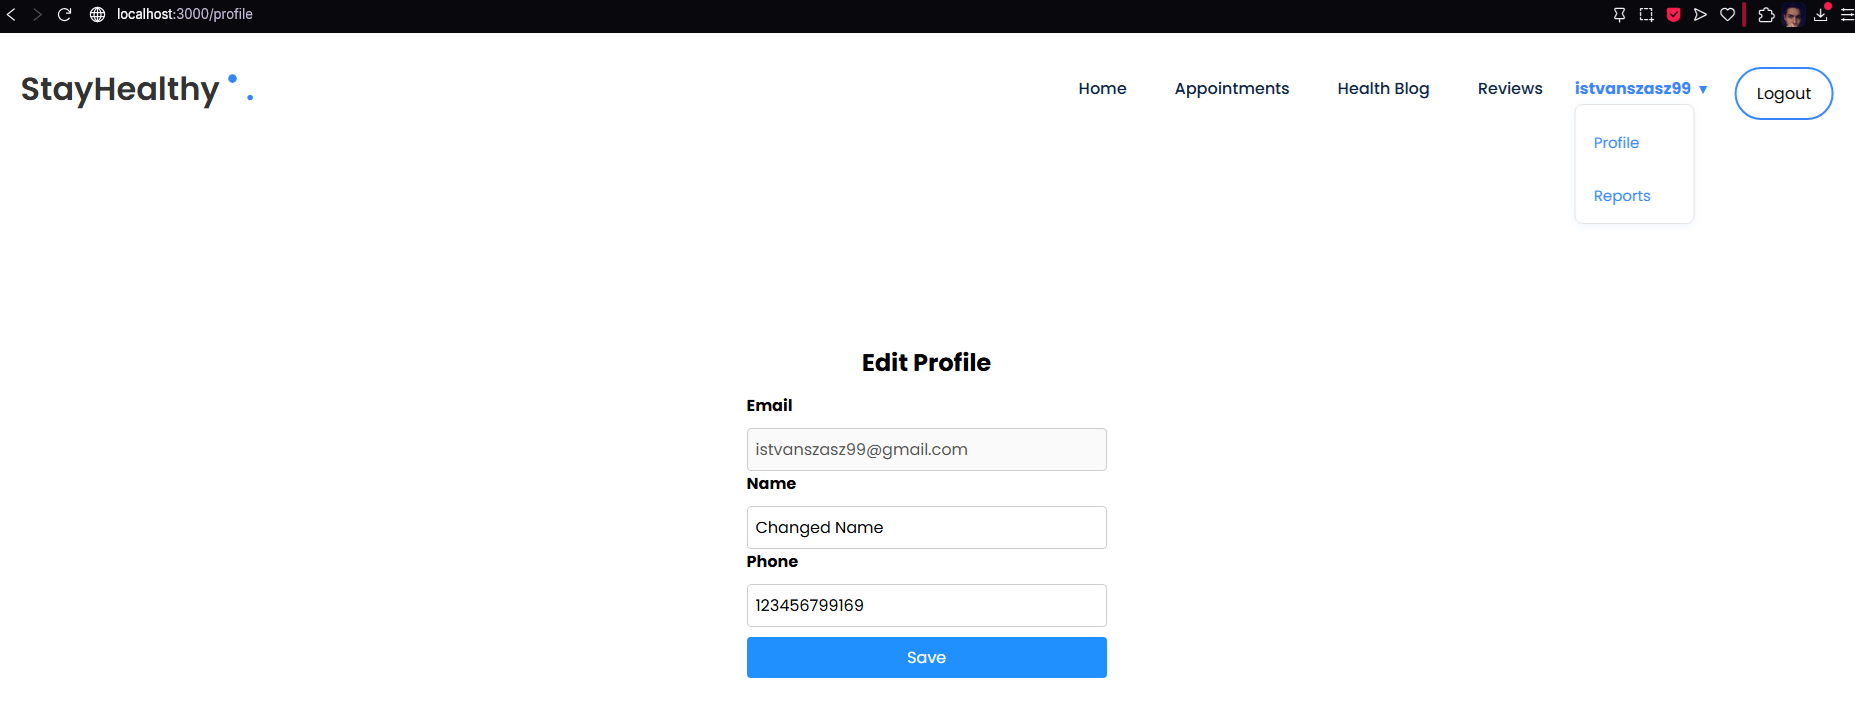 localhost:3000/profile
StayHealthy
Home Appointments Health Blog Reviews istvanszasz99 ▼ Logout
Profile
Reports
Edit Profile
Email
istvanszasz99@gmail.com
Name
Changed Name
Phone
123456799169
Save